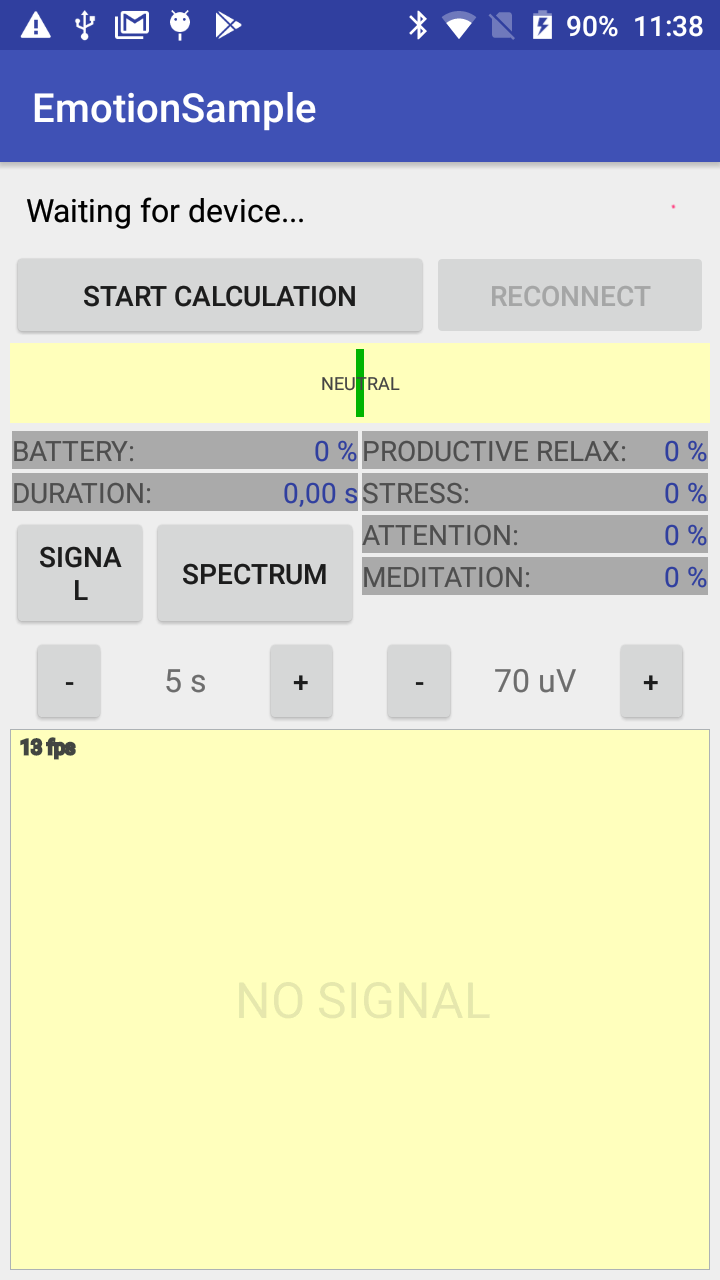 90% 11:38
EmotionSample
Waiting for device...
START CALCULATION RECONNECT
NEUTRAL
BATTERY: 0 % PRODUCTIVE RELAX: 0 %
DURATION: 0,00 s STRESS: 0 %
ATTENTION: 0 %
SIGNA
L
SPECTRUM
MEDITATION: 0 %
- 5 s + - 70 uV +
13 fps
NO SIGNAL